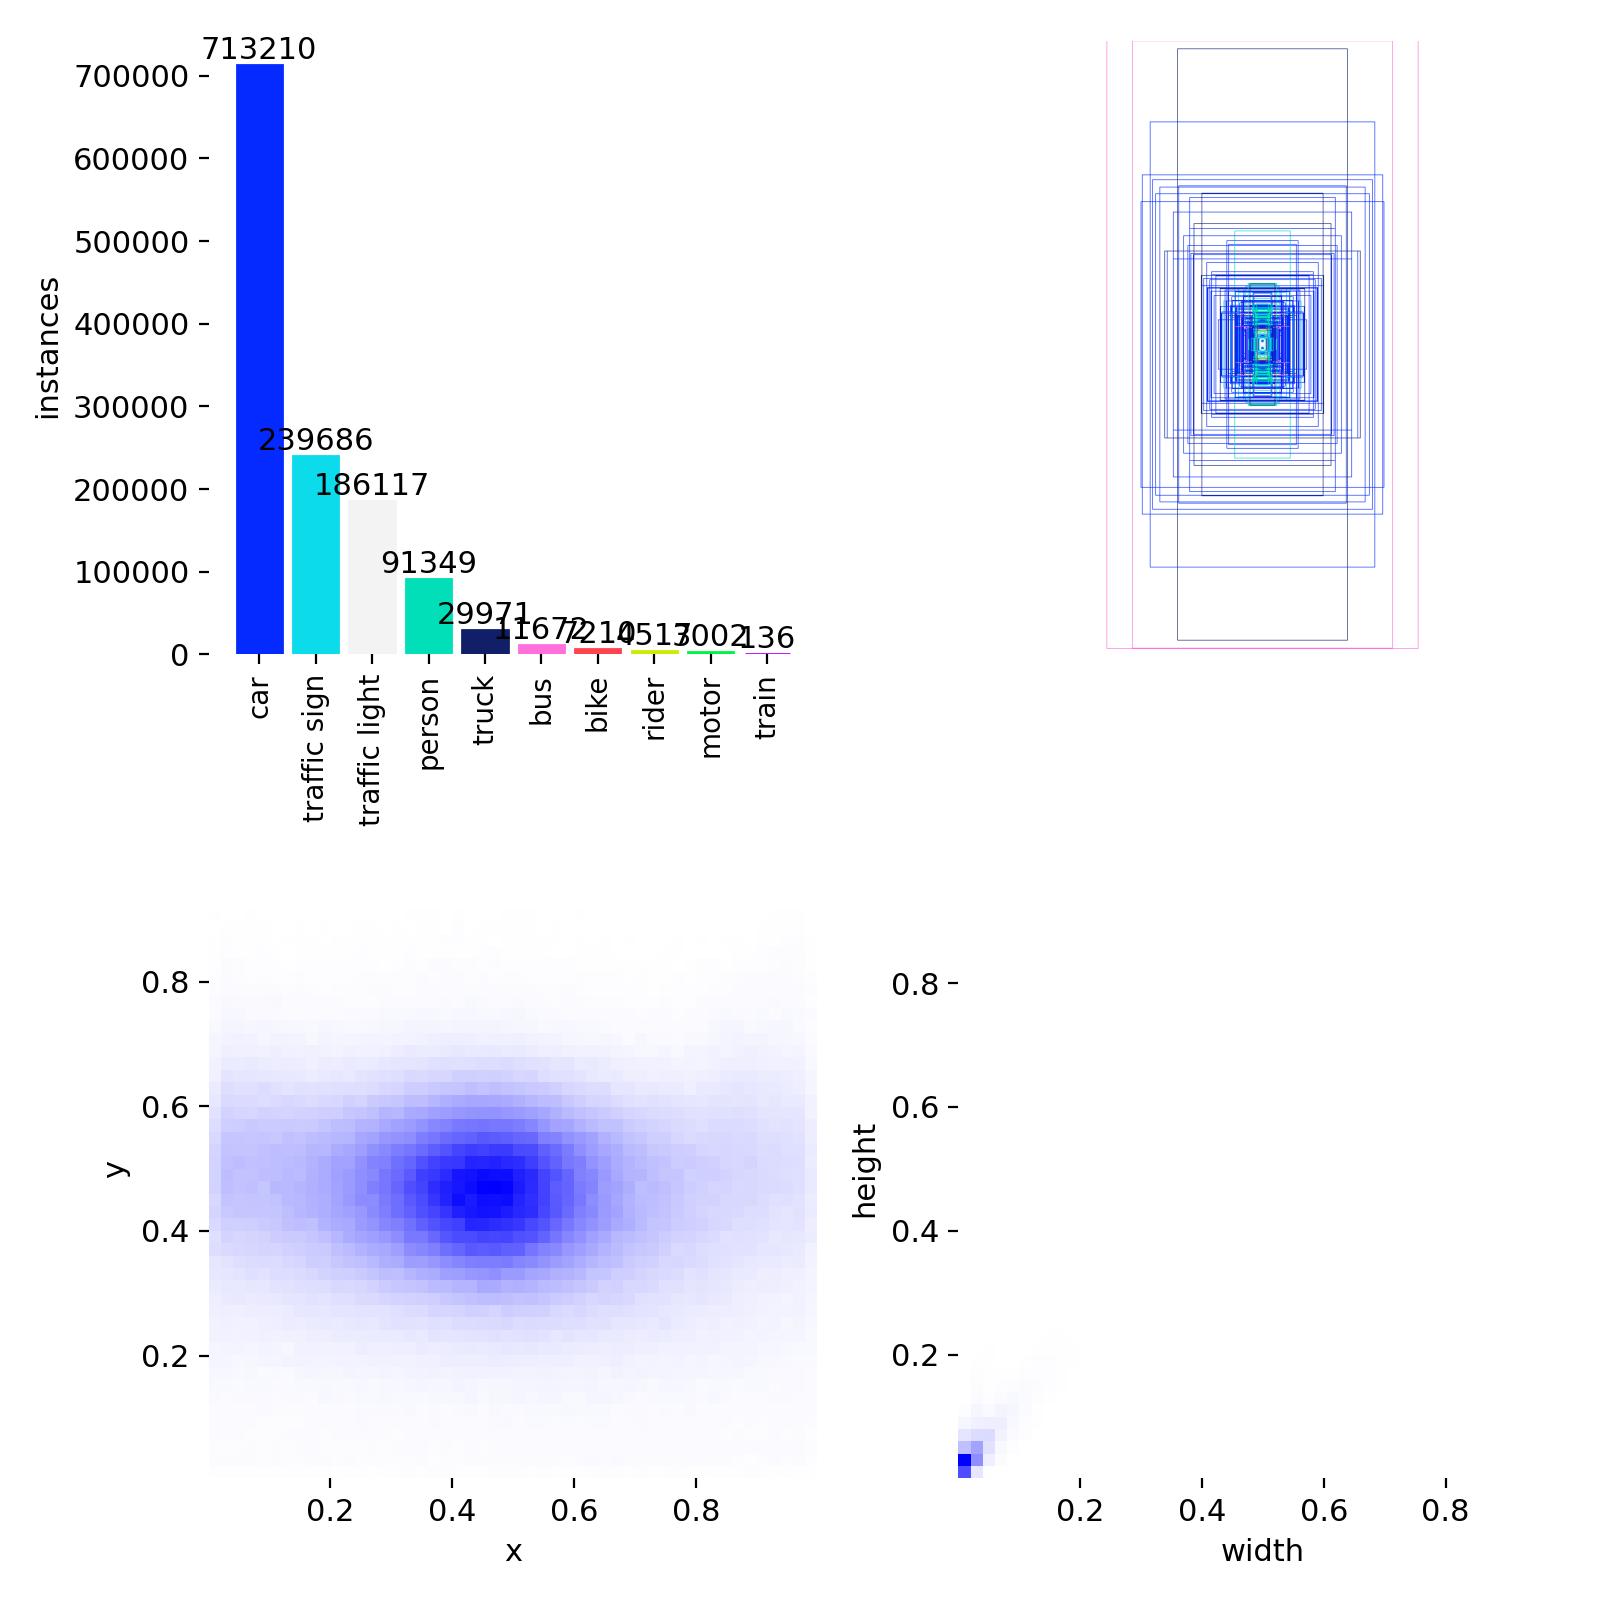 713210
239686
186117
91349
29971
11672
7210
4517
3002
136
700000
600000
500000
400000
300000
200000
100000
0
instances
car
traffic sign
traffic light
person
truck
bus
bike
rider
motor
train
0.8
0.6
0.4
0.2
y
0.2 0.4 0.6 0.8
x
0.8
0.6
0.4
0.2
height
0.2 0.4 0.6 0.8
width